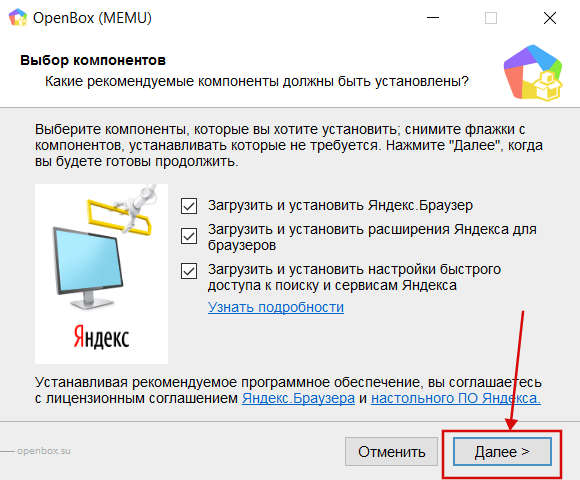 OpenBox (MEMU)
Выбор компонентов
Какие рекомендуемые компоненты должны быть установлены?
Выберите компоненты, которые вы хотите установить; снимите флажки с
компонентов, устанавливать которые не требуется. Нажмите "Далее", когда
вы будете готовы продолжить.
Загрузить и установить Яндекс.Браузер
Загрузить и установить расширения Яндекса для
браузеров
Загрузить и установить настройки быстрого
доступа к поиску и сервисам Яндекса
Узнать подробности
Яндекс
Устанавливая рекомендуемое программное обеспечение, вы соглашаетесь
с лицензионным соглашением Яндекс.Браузера и настольного ПО Яндекса.
openbox.su
Отменить
Далее >